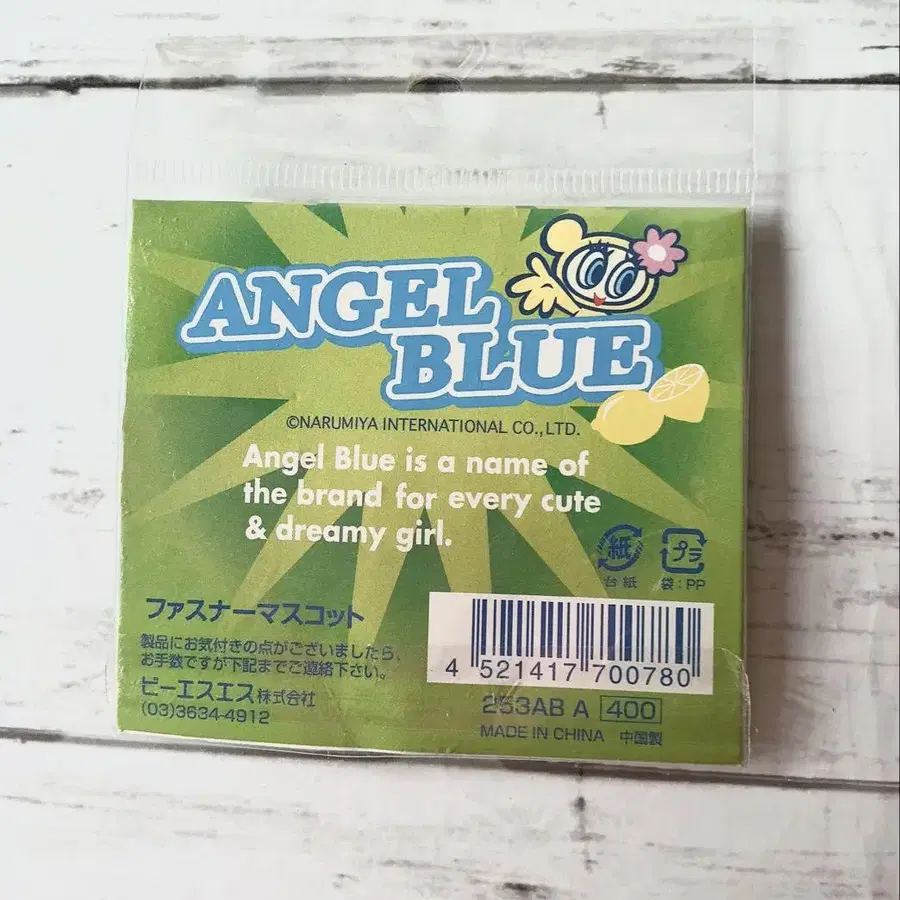 ANGEL
BLUE
©NARUMIYA INTERNATIONAL CO.,LTD.
Angel Blue is a name of
the brand for every cute
& dreamy girl.
紙 プラ
台紙 袋:PP
ファスナーマスコット
製品にお気付きの点がございましたら、
お手数ですが下記までご連絡下さい。
ピーエスエス株式会社
(03)3634-4912
4 521417 700780
253AB A 400
MADE IN CHINA 中国製